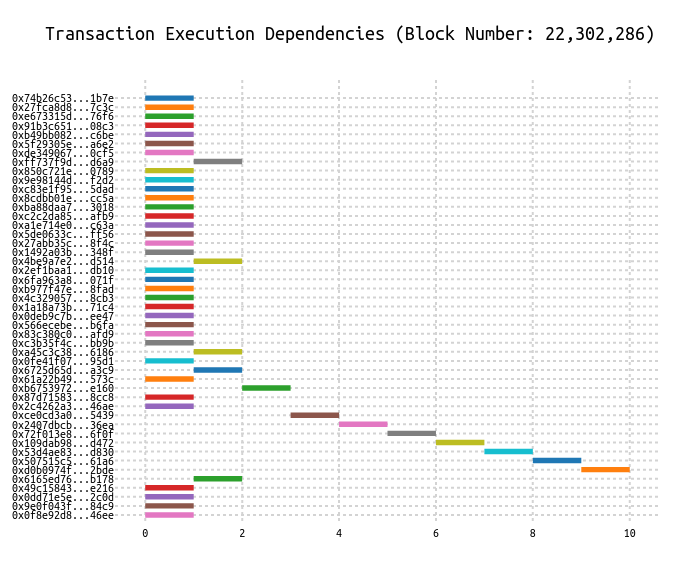 Transaction Execution Dependencies (Block Number: 22,302,286)
0x74b26c53...1b7e
0x27fca8d8...7c3c
0xe673315d...76f6
0x91b3c651...08c3
0xb49bb082...c6be
0x5f29305e...a6e2
0xde349067...0cf5
0xff737f9d...d6a9
0x850c721e...0789
0x9e98144d...f2d2
0xc83e1f95...5dad
0x8cdbb01e...cc5a
0xba88daa7...3018
0xc2c2da85...afb9
0xa1e714e0...c63a
0x5de0633c...ff56
0x27abb35c...8f4c
0x1492a03b...348f
0x4be9a7e2...d514
0x2ef1baa1...db10
0x6fa963a8...071f
0xb977f47e...8fad
0x4c329057...8cb3
0x1a18a73b...71c4
0x0deb9c7b...ee47
0x566ecebe...b6fa
0x83c380c0...afd9
0xc3b35f4c...bb9b
0xa45c3c38...6186
0x0fe41f07...95d1
0x6725d65d...a3c9
0x61a22b49...573c
0xb6753972...e160
0x87d71583...8cc8
0x2c4262a3...46ae
0xce0cd3a0...5439
0x2407dbcb...36ea
0x72f013e8...6f0f
0x109dab98...d472
0x53d4ae83...d830
0x507515c5...61a6
0xd0b0974f...2bde
0x6165ed76...b178
0x49c15843...e216
0x0dd71e5e...2c0d
0x9e0f043f...84c9
0x0f8e92d8...46ee
0 2 4 6 8 10